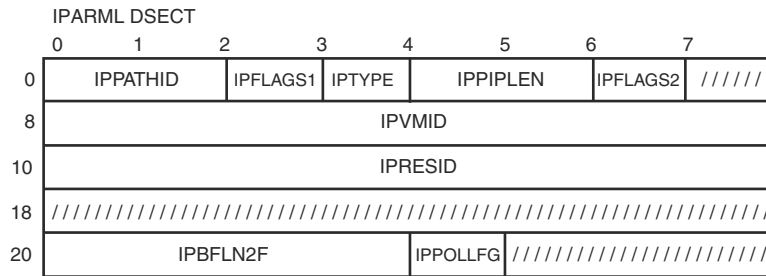 IPARML DSECT
0 1 2 3 4 5 6 7
0 IPPATHID IPFLAGS1 IPTYPE IPPIPLEN IPFLAGS2 //////
8 IPVMID
10 IPRESID
18 ////////////////////////////////////////
20 IPBFLN2F IPPOLLFG //////////////////////